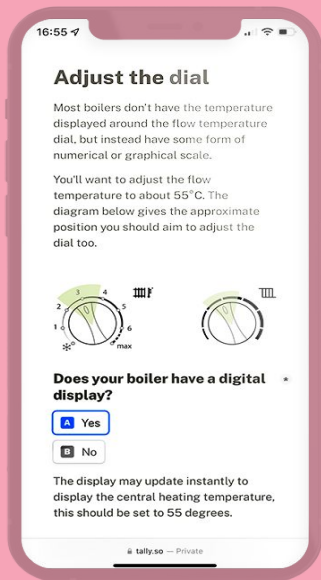 16:55
Adjust the dial
Most boilers don't have the temperature
displayed around the flow temperature
dial, but instead have some form of
numerical or graphical scale.
You'll want to adjust the flow
temperature to about 55°C. The
diagram below gives the approximate
position you should aim to adjust the
dial too.
3 4
2 5
1 6
max
Does your boiler have a digital *
display?
A Yes
B No
The display may update instantly to
display the central heating temperature,
this should be set to 55 degrees.
tally.so — Private